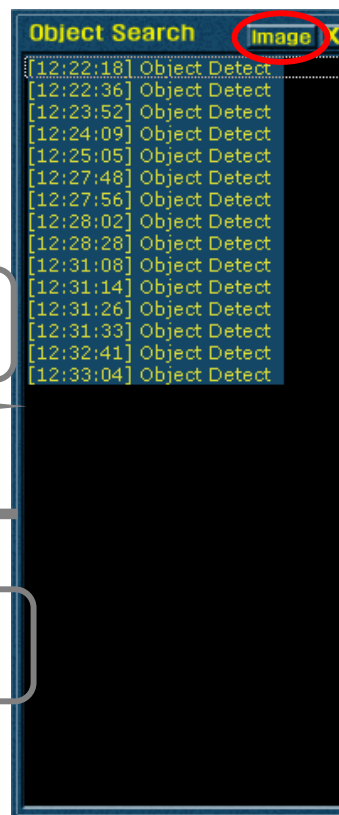 Object Search Image X
[12:22:18] Object Detect
[12:22:36] Object Detect
[12:23:52] Object Detect
[12:24:09] Object Detect
[12:25:05] Object Detect
[12:27:48] Object Detect
[12:27:56] Object Detect
[12:28:02] Object Detect
[12:28:28] Object Detect
[12:31:08] Object Detect
[12:31:14] Object Detect
[12:31:26] Object Detect
[12:31:33] Object Detect
[12:32:41] Object Detect
[12:33:04] Object Detect